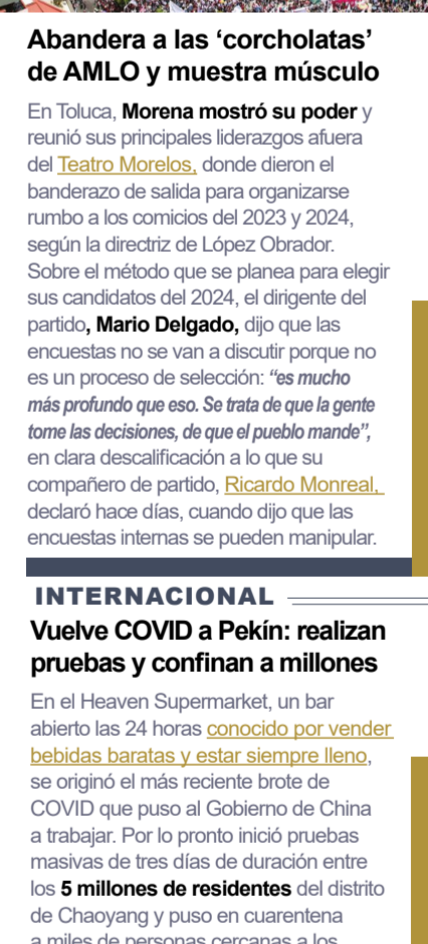 Abandera a las ‘corcholatas’
de AMLO y muestra músculo
En Toluca, Morena mostró su poder y
reunió sus principales liderazgos afuera
del Teatro Morelos, donde dieron el
banderazo de salida para organizarse
rumbo a los comicios del 2023 y 2024,
según la directriz de López Obrador.
Sobre el método que se planea para elegir
sus candidatos del 2024, el dirigente del
partido, Mario Delgado, dijo que las
encuestas no se van a discutir porque no
es un proceso de selección: “es mucho
más profundo que eso. Se trata de que la gente
tome las decisiones, de que el pueblo mande”,
en clara descalificación a lo que su
compañero de partido, Ricardo Monreal,
declaró hace días, cuando dijo que las
encuestas internas se pueden manipular.
INTERNACIONAL
Vuelve COVID a Pekín: realizan
pruebas y confinan a millones
En el Heaven Supermarket, un bar
abierto las 24 horas conocido por vender
bebidas baratas y estar siempre lleno,
se originó el más reciente brote de
COVID que puso al Gobierno de China
a trabajar. Por lo pronto inició pruebas
masivas de tres días de duración entre
los 5 millones de residentes del distrito
de Chaoyang y puso en cuarentena
a miles de personas cercanas a los